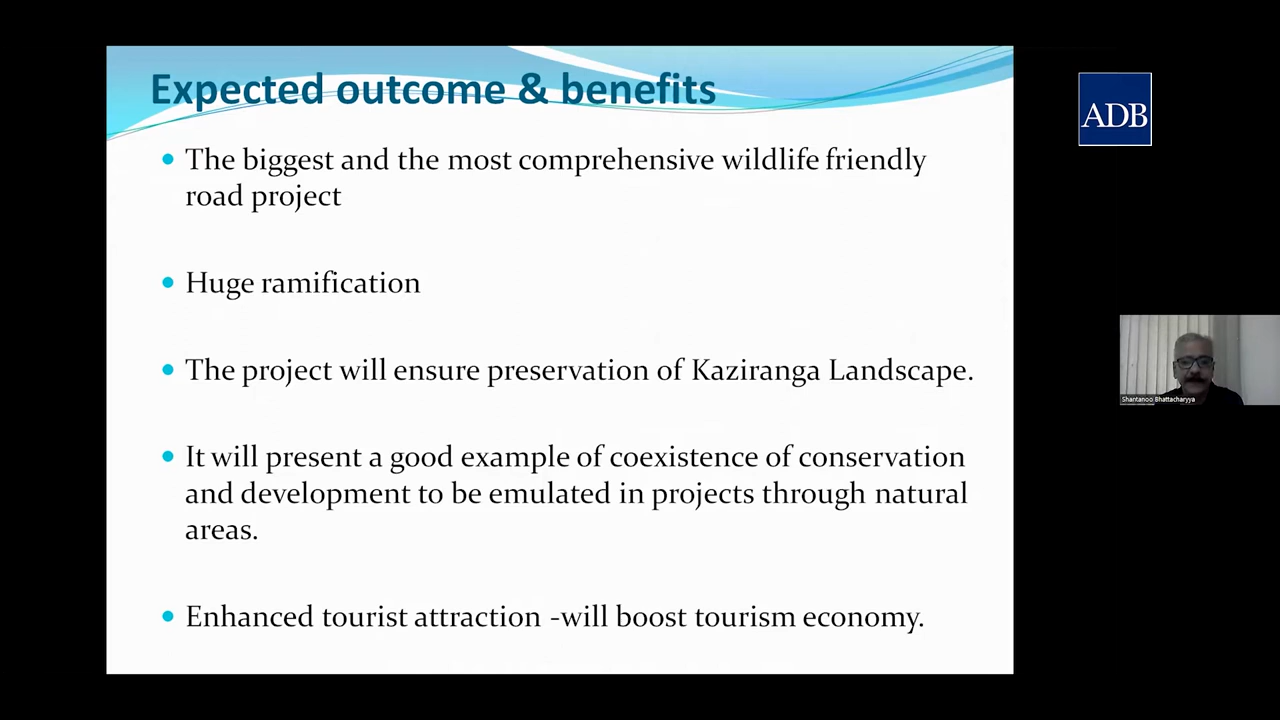 Expected outcome & benefits
ADB
• The biggest and the most comprehensive wildlife friendly
road project
• Huge ramification
• The project will ensure preservation of Kaziranga Landscape.
• It will present a good example of coexistence of conservation
and development to be emulated in projects through natural
areas.
• Enhanced tourist attraction -will boost tourism economy.
Shantanoo Bhattacharyya